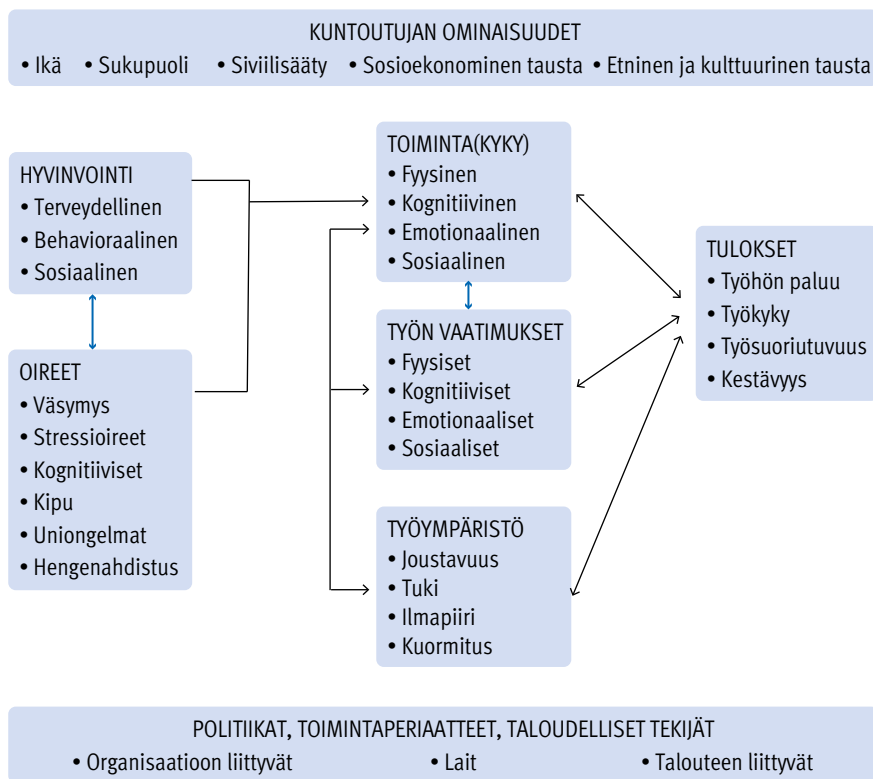 KUNTOUTUJAN OMINAISUUDET
• Ikä • Sukupuoli • Siviilisääty • Sosioekonominen tausta • Etninen ja kulttuurinen tausta
HYVINVOINTI
• Terveydellinen
• Behavioraalinen
• Sosiaalinen
OIREET
• Väsymys
• Stressioireet
• Kognitiiviset
• Kipu
• Uniongelmat
• Hengenahdistus
TOIMINTA(KYKY)
• Fyysinen
• Kognitiivinen
• Emotionaalinen
• Sosiaalinen
TYÖN VAATIMUKSET
• Fyysiset
• Kognitiiviset
• Emotionaaliset
• Sosiaaliset
TYÖYMPÄRISTÖ
• Joustavuus
• Tuki
• Ilmapiiri
• Kuormitus
TULOKSET
• Työhön paluu
• Työkyky
• Työsuoriutuvuus
• Kestävyys
POLITIIKAT, TOIMINTAPERIAATTEET, TALOUDELLISET TEKIJÄT
• Organisaatioon liittyvät • Lait • Talouteen liittyvät